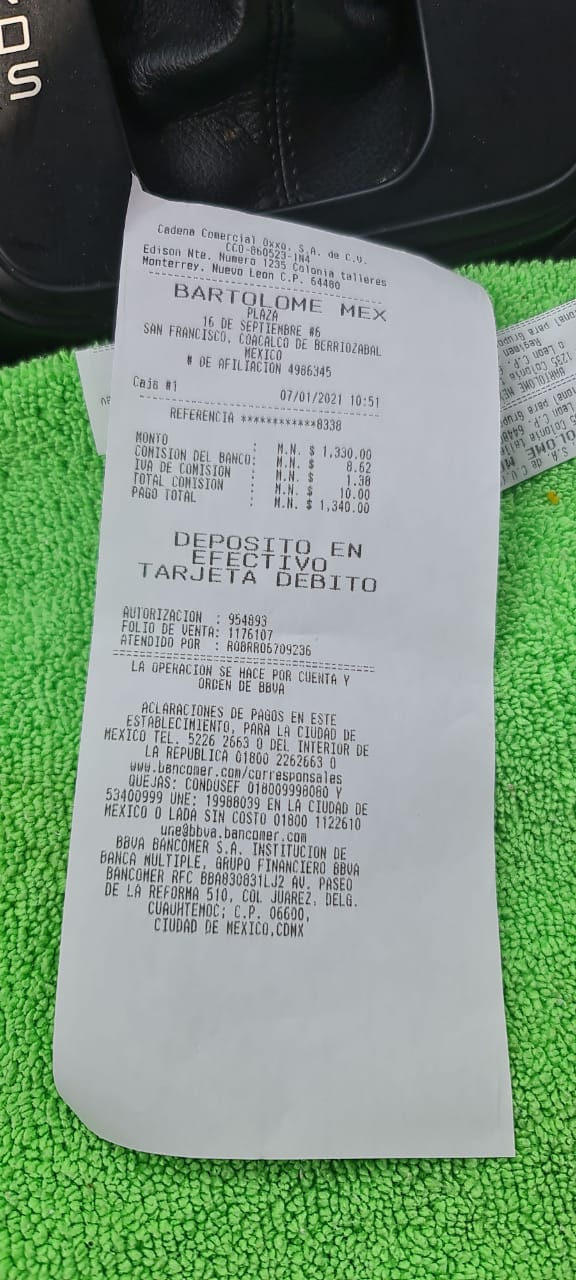 D
S
Cadena Comercial Oxxo. S.A. de C.V.
CCO-860523-1N4
Edison Nte. Numero 1235 Colonia talleres
Monterrey. Nuevo Leon C.P. 64480
BARTOLOME MEX
PLAZA
16 DE SEPTIEMBRE #6
SAN FRANCISCO, COACALCO DE BERRIOZABAL
MEXICO
# DE AFILIACION 4986345
Caja #1 07/01/2021 10:51
REFERENCIA ************8338
MONTO : M.N. $ 1,330.00
COMISION DEL BANCO: M.N. $ 8.62
IVA DE COMISION : M.N. $ 1.38
TOTAL COMISION : M.N. $ 10.00
PAGO TOTAL : M.N. $ 1,340.00
DEPOSITO EN
EFECTIVO
TARJETA DEBITO
AUTORIZACION : 954893
FOLIO DE VENTA: 1176107
ATENDIDO POR : ROBRRO6709236
LA OPERACION SE HACE POR CUENTA Y
ORDEN DE BBVA
ACLARACIONES DE PAGOS EN ESTE
ESTABLECIMIENTO, PARA LA CIUDAD DE
MEXICO TEL. 5226 2663 O DEL INTERIOR DE
LA REPUBLICA 01800 2262663 O
www.bancomer.com/corresponsales
QUEJAS: CONDUSEF 018009998080 Y
53400999 UNE: 19988039 EN LA CIUDAD DE
MEXICO O LADA SIN COSTO 01800 1122610
une@bbva.bancomer.com
BBVA BANCOMER S.A. INSTITUCION DE
BANCA MULTIPLE, GRUPO FINANCIERO BBVA
BANCOMER RFC BBA830831LJ2 AV. PASEO
DE LA REFORMA 510, COL JUAREZ, DELG.
CUAUHTEMOC; C.P. 06600,
CIUDAD DE MEXICO,CDMX